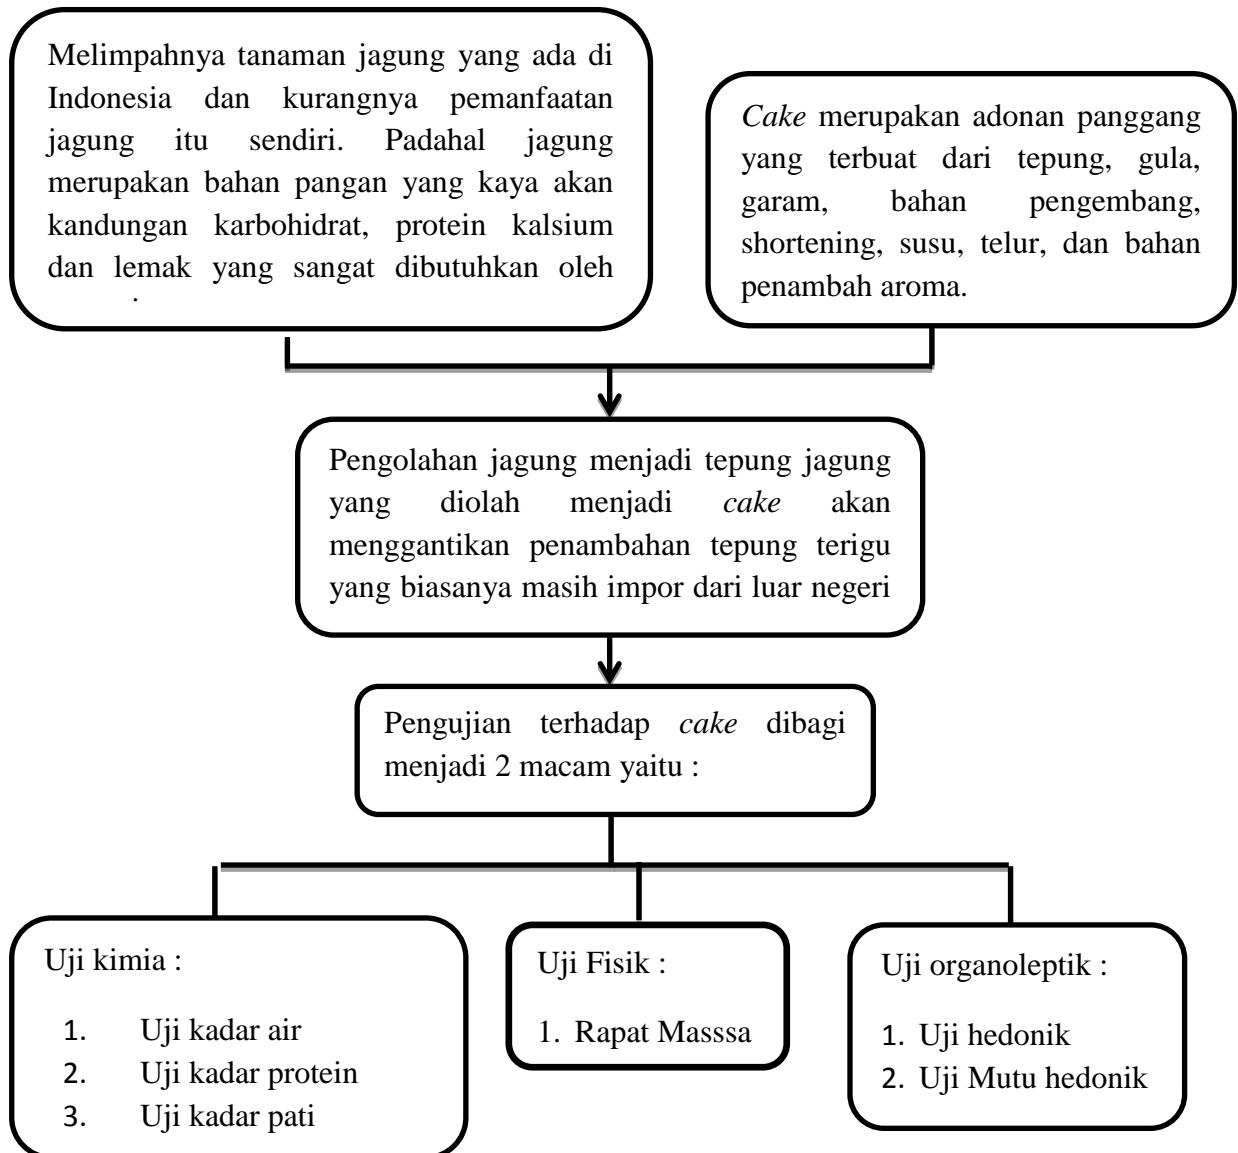 Melimpahnya tanaman jagung yang ada di
Indonesia dan kurangnya pemanfaatan
jagung itu sendiri. Padahal jagung
merupakan bahan pangan yang kaya akan
kandungan karbohidrat, protein kalsium
dan lemak yang sangat dibutuhkan oleh
Cake merupakan adonan panggang
yang terbuat dari tepung, gula,
garam, bahan pengembang,
shortening, susu, telur, dan bahan
penambah aroma.
Pengolahan jagung menjadi tepung jagung
yang diolah menjadi cake akan
menggantikan penambahan tepung terigu
yang biasanya masih impor dari luar negeri
Pengujian terhadap cake dibagi
menjadi 2 macam yaitu :
Uji kimia :
1. Uji kadar air
2. Uji kadar protein
3. Uji kadar pati
Uji Fisik :
1. Rapat Masssa
Uji organoleptik :
1. Uji hedonik
2. Uji Mutu hedonik